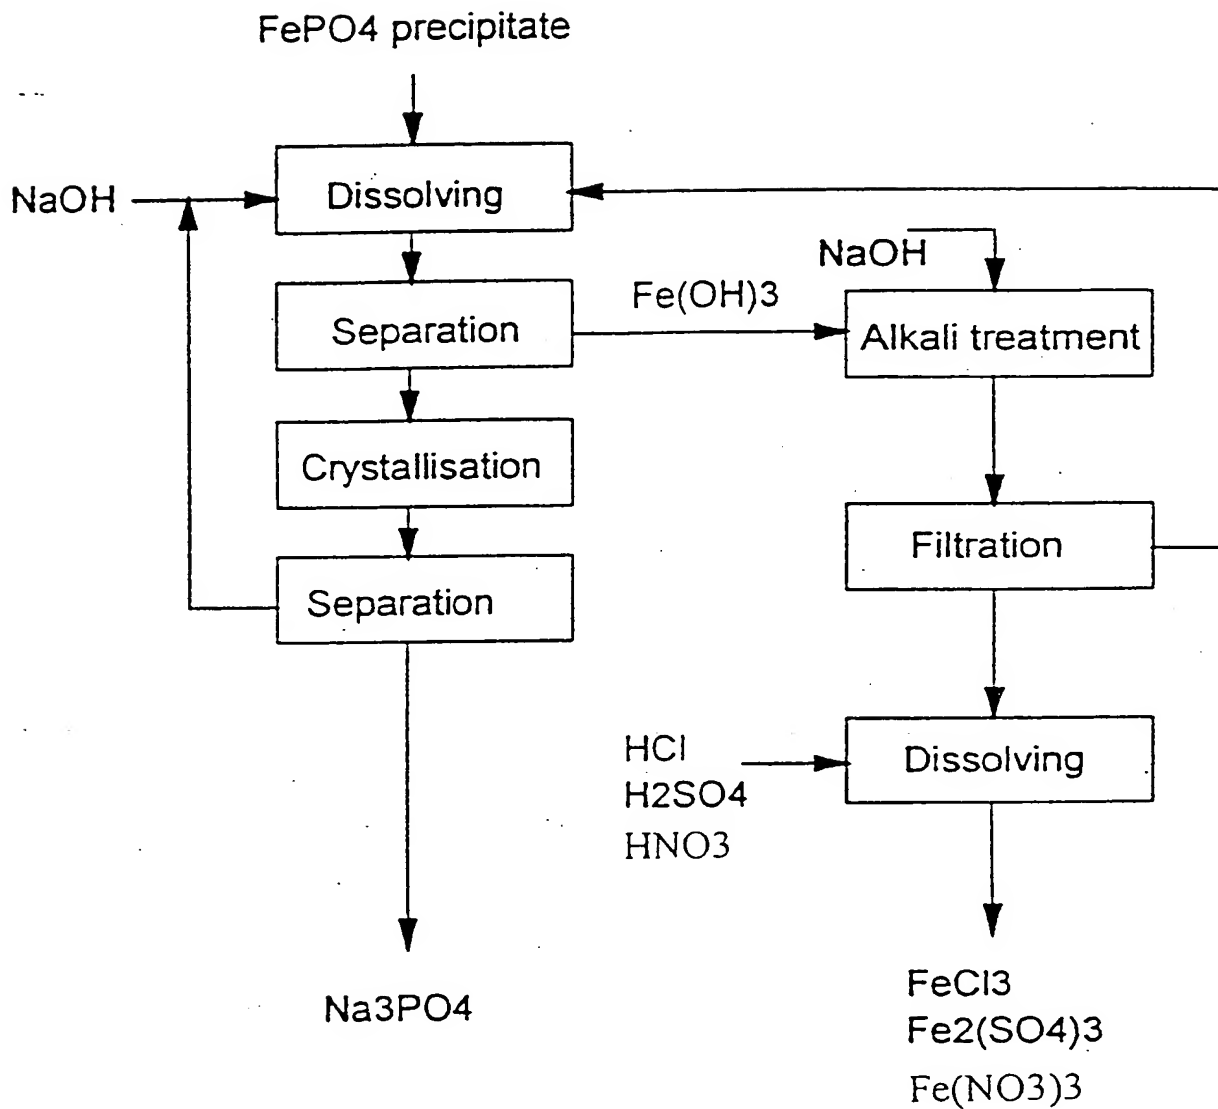 FePO4 precipitate
NaOH
Dissolving
NaOH
Fe(OH)3
Separation
Alkali treatment
Crystallisation
Filtration
Separation
HCl
H2SO4
HNO3
Dissolving
Na3PO4
FeCl3
Fe2(SO4)3
Fe(NO3)3